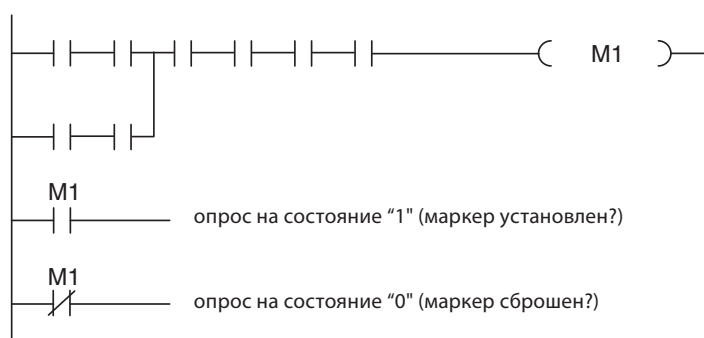 M1
M1
опрос на состояние “1" (маркер установлен?)
M1
опрос на состояние “0" (маркер сброшен?)